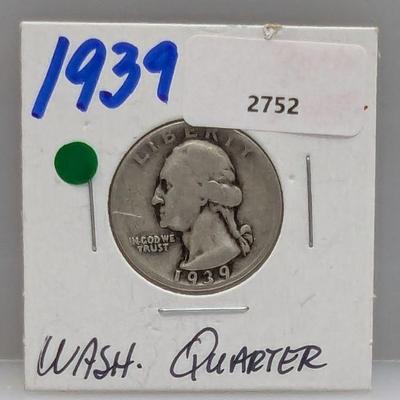 1939
2752
LIBERTY
IN GOD WE
TRUST
1939
WASH. QUARTER